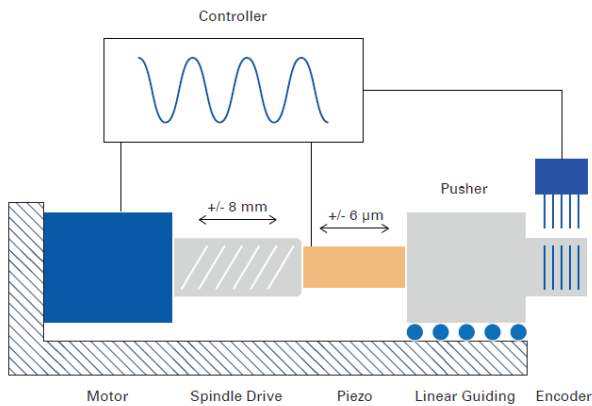 Controller
+/- 8 mm
+/- 6 µm
Pusher
Motor
Spindle Drive
Piezo
Linear Guiding
Encoder